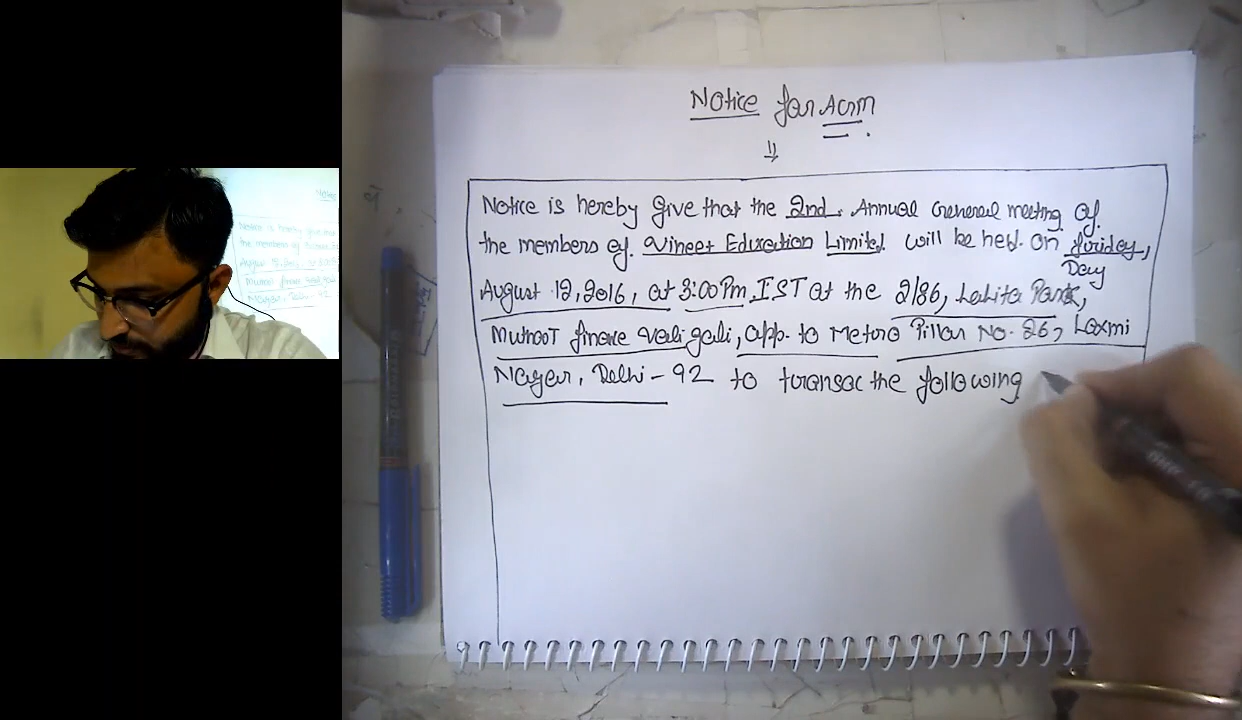 Notice for AGM
Notice is hereby give that the 2nd Annual General meeting of
the members of Vineet Education Limited will be held on friday,
Day
August 12, 2016, at 3:00 Pm IST at the 2/86, Lalita Park,
Muthoot finane vali gali, opp. to Metoro Pillar No. 26, Laxmi
Nagar, Delhi - 92 to transac the following